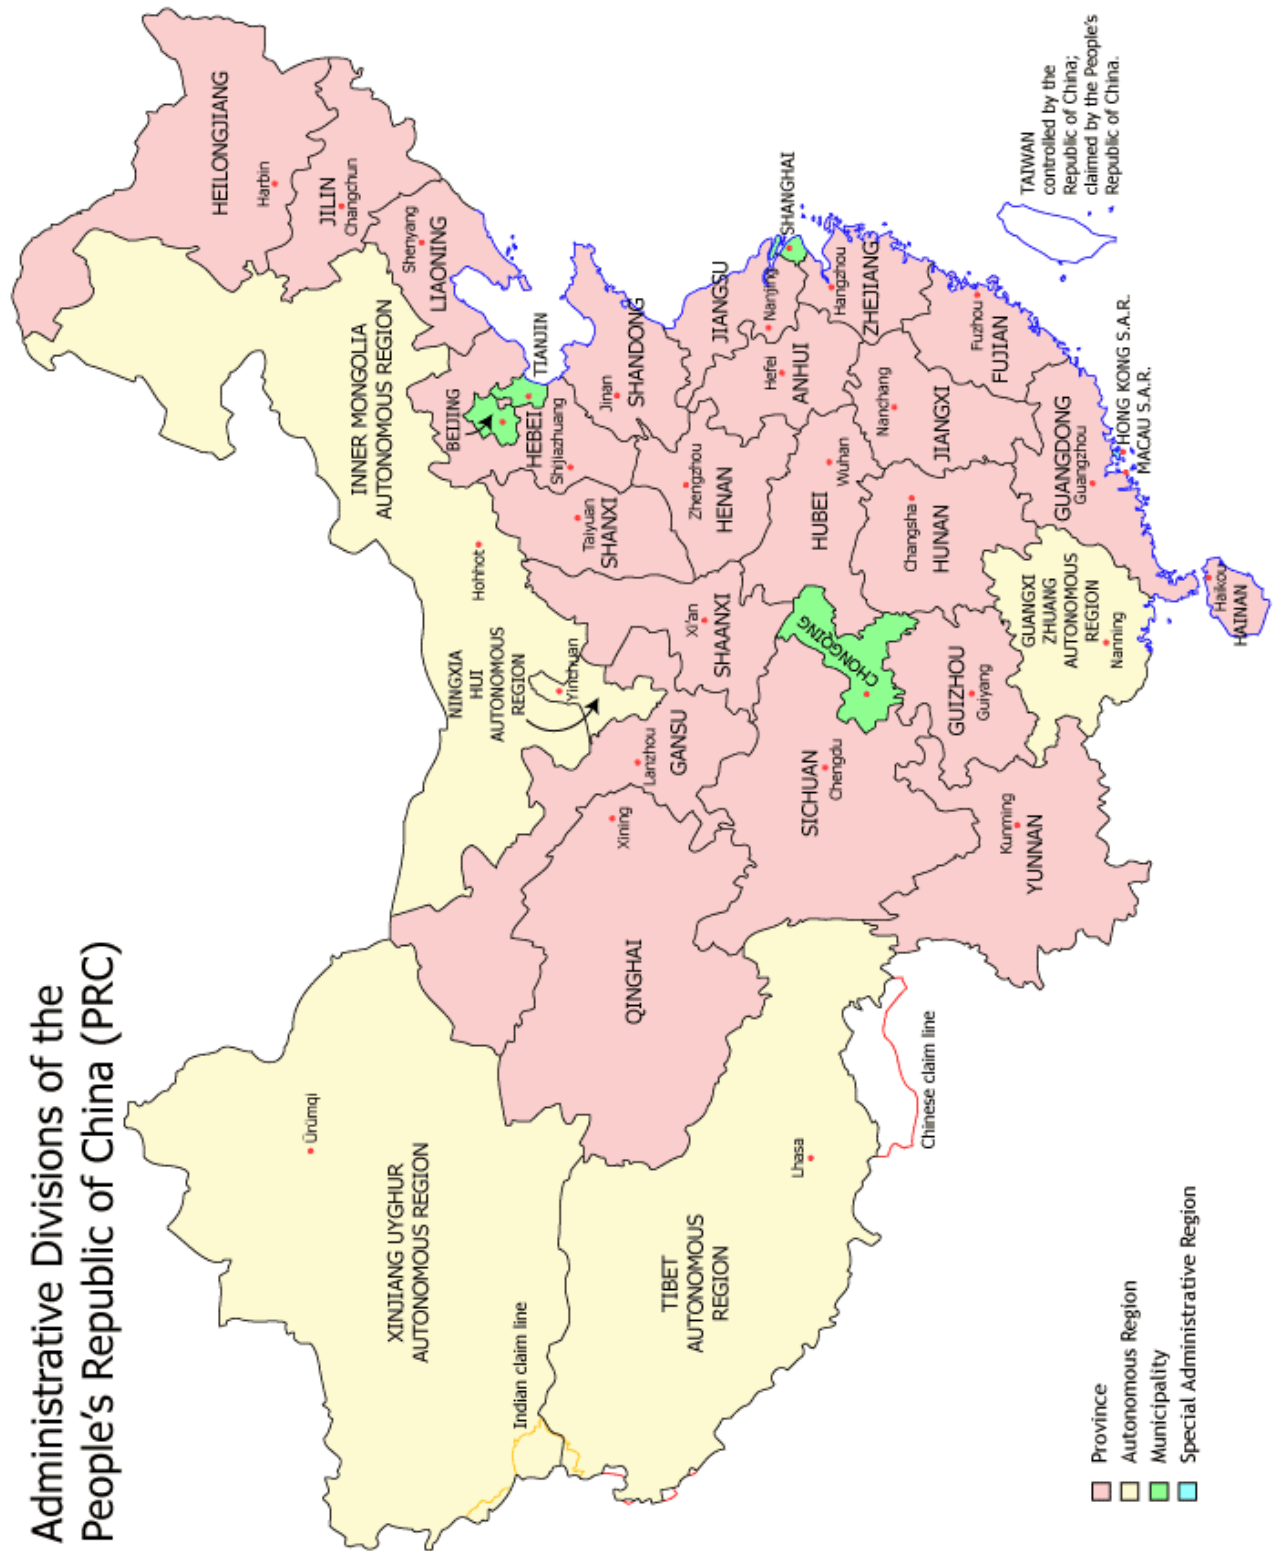 Administrative Divisions of the
People's Republic of China (PRC)
HEILONGJIANG
Harbin
JILIN
Changchun
Shenyang
LIAONING
INNER MONGOLIA
AUTONOMOUS REGION
Hohhot
BEIJING
TIANJIN
HEBEI
Shijiazhuang
Taiyuan
SHANXI
Jinan
SHANDONG
NINGXIA
HUI
AUTONOMOUS
REGION
Yinchuan
XINJIANG UYGHUR
AUTONOMOUS REGION
Ürümqi
Indian claim line
QINGHAI
Xining
Lanzhou
GANSU
Xi'an
SHAANXI
Zhengzhou
HENAN
JIANGSU
Nanjing
SHANGHAI
Hefei
ANHUI
Hangzhou
ZHEJIANG
HUBEI
Wuhan
CHONGQING
SICHUAN
Chengdu
TIBET
AUTONOMOUS
REGION
Lhasa
Chinese claim line
Nanchang
JIANGXI
Changsha
HUNAN
GUIZHOU
Guiyang
Kunming
YUNNAN
Fuzhou
FUJIAN
GUANGXI
ZHUANG
AUTONOMOUS
REGION
Nanning
GUANGDONG
Guangzhou
HONG KONG S.A.R.
MACAU S.A.R.
Haikou
HAINAN
TAIWAN
controlled by the
Republic of China;
claimed by the People's
Republic of China.
Province
Autonomous Region
Municipality
Special Administrative Region